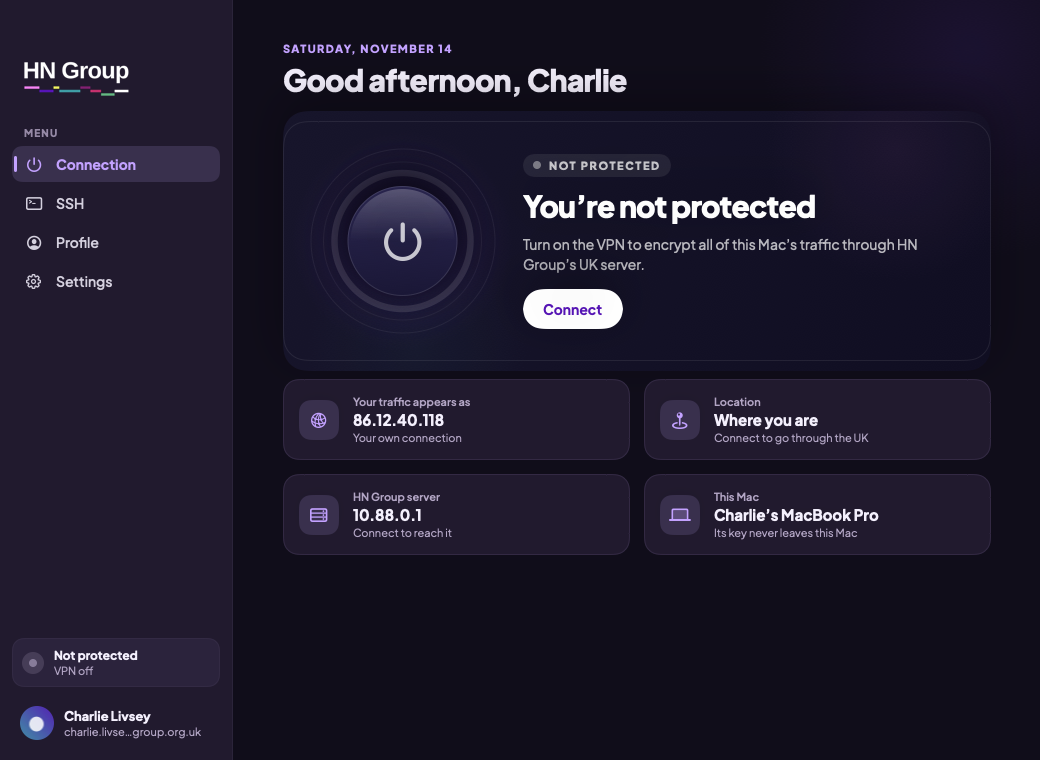 HN Group
MENU
Connection
SSH
Profile
Settings
Not protected
VPN off
Charlie Livsey
charlie.livse...group.org.uk
SATURDAY, NOVEMBER 14
Good afternoon, Charlie
NOT PROTECTED
You're not protected
Turn on the VPN to encrypt all of this Mac's traffic through HN
Group's UK server.
Connect
Your traffic appears as
86.12.40.118
Your own connection
Location
Where you are
Connect to go through the UK
HN Group server
10.88.0.1
Connect to reach it
This Mac
Charlie's MacBook Pro
Its key never leaves this Mac